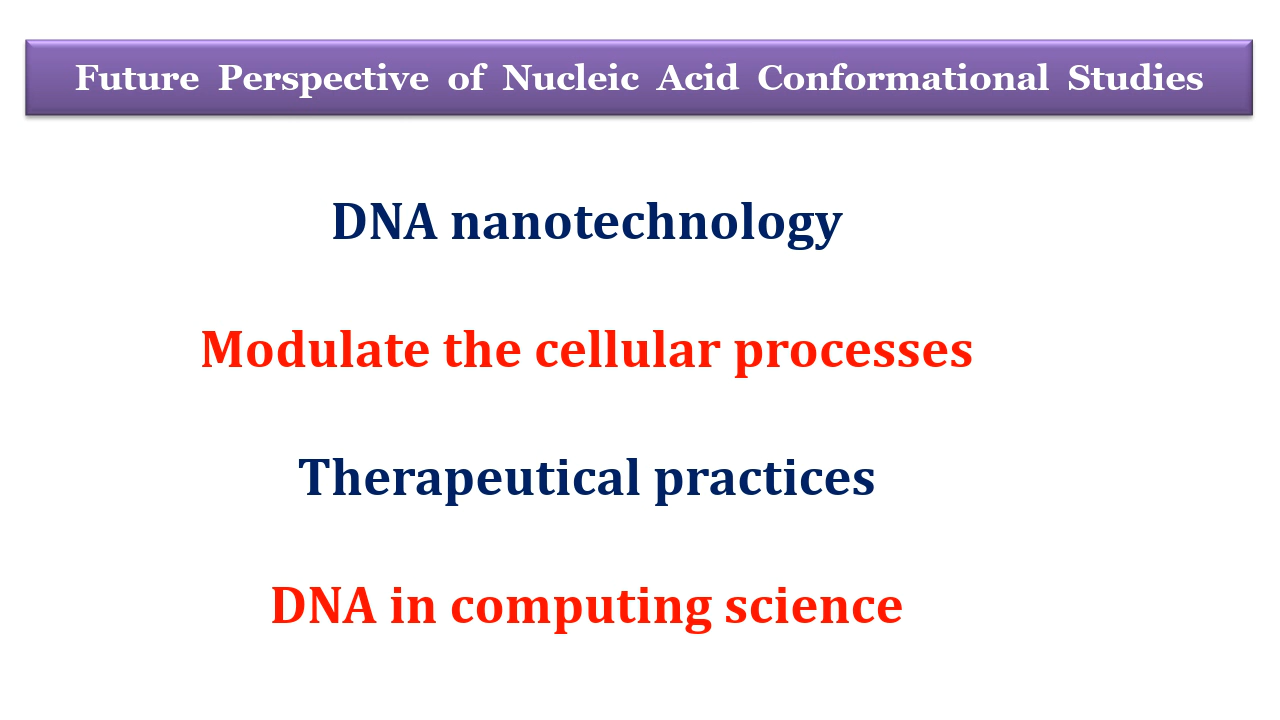 Future Perspective of Nucleic Acid Conformational Studies
DNA nanotechnology
Modulate the cellular processes
Therapeutical practices
DNA in computing science